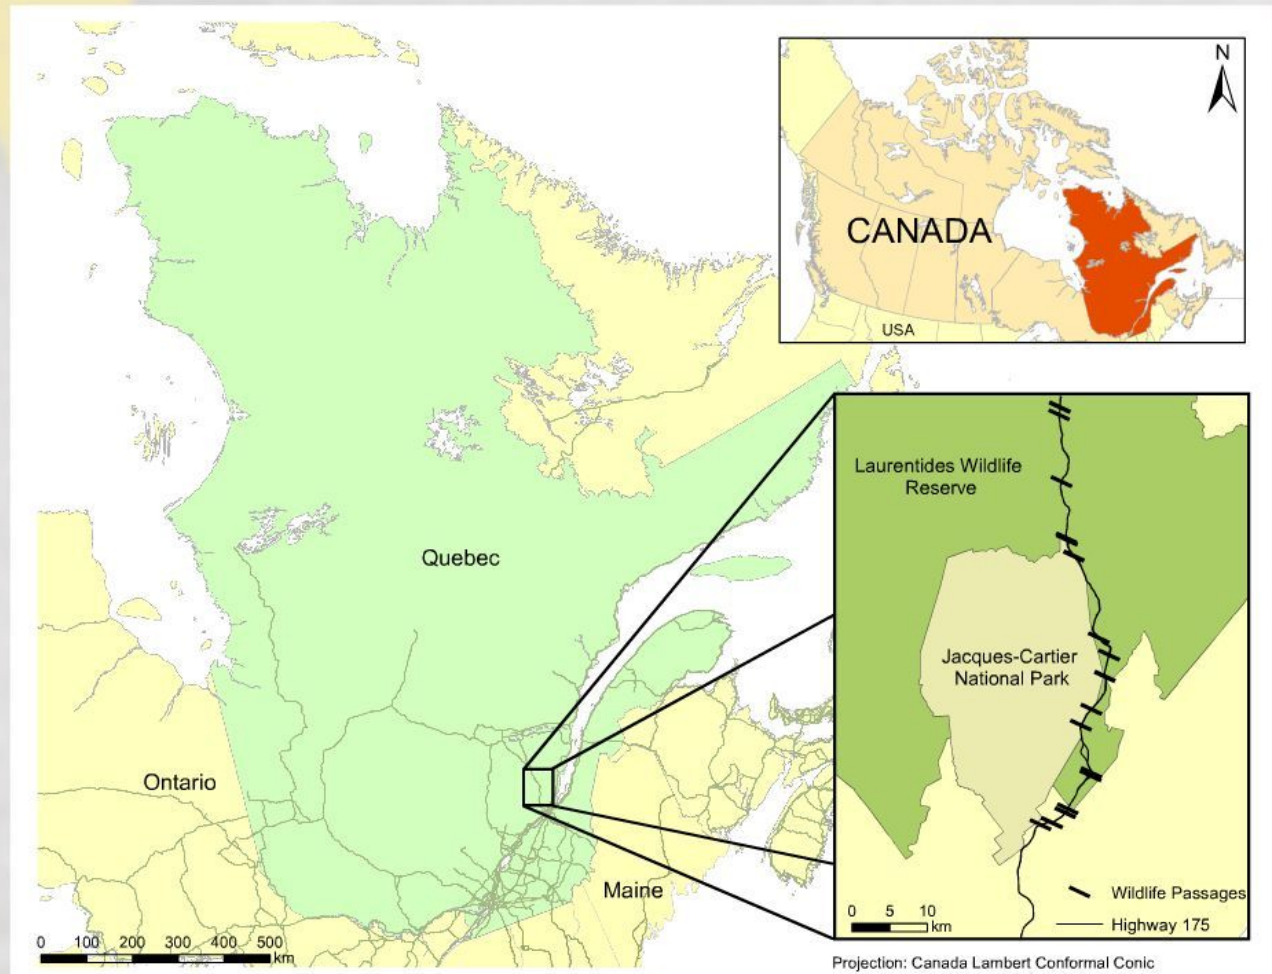 N
CANADA
USA
Quebec
Ontario
Maine
0 100 200 300 400 500
km
Laurentides Wildlife
Reserve
Jacques-Cartier
National Park
Wildlife Passages
0 5 10
km
Highway 175
Projection: Canada Lambert Conformal Conic